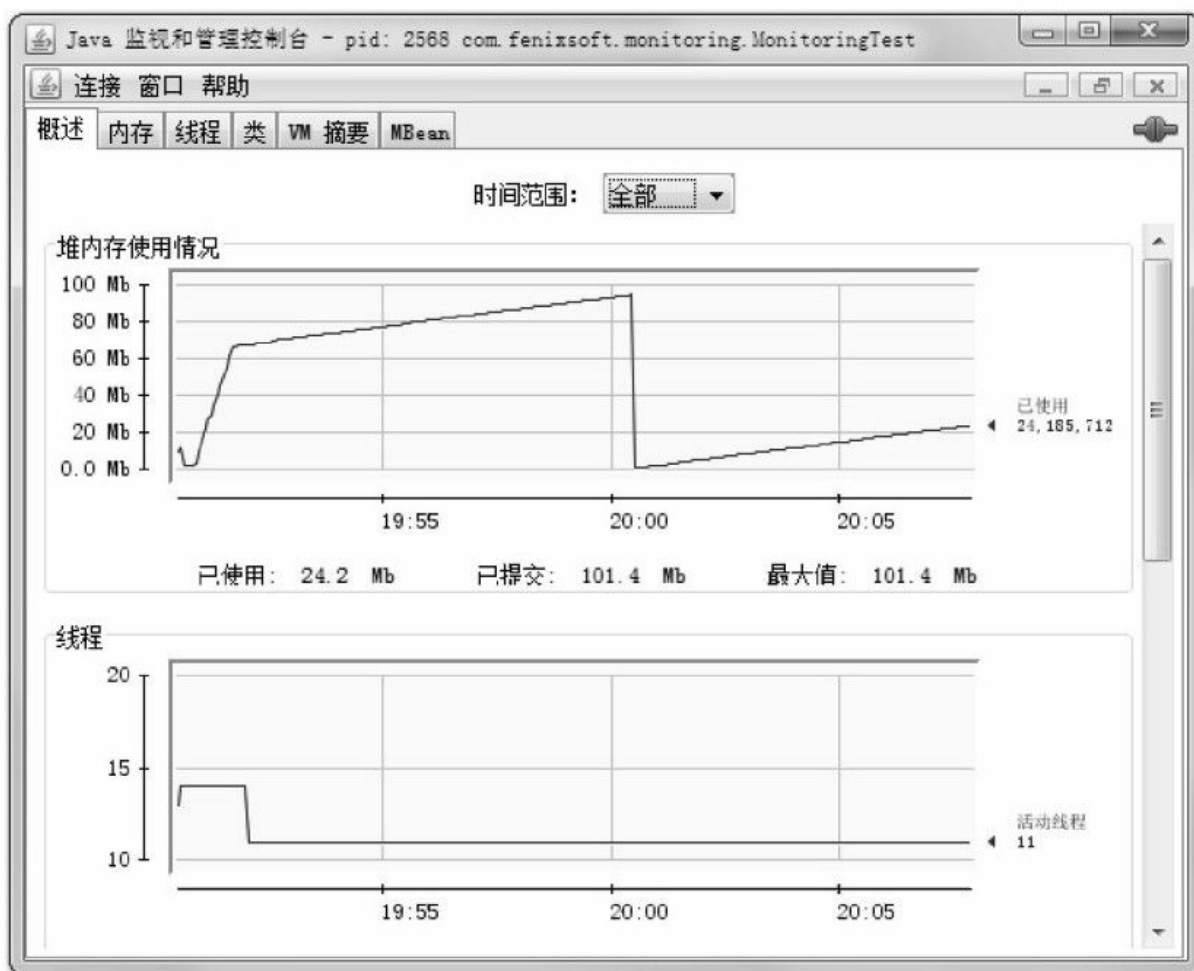 Java 监视和管理控制台 - pid: 2568 com.fenixsoft.monitoring.MonitoringTest
连接 窗口 帮助
概述 内存 线程 类 VM 摘要 MBean
时间范围: 全部
堆内存使用情况
100 Mb
80 Mb
60 Mb
40 Mb
20 Mb
0.0 Mb
已使用
24,185,712
19:55 20:00 20:05
已使用: 24.2 Mb 已提交: 101.4 Mb 最大值: 101.4 Mb
线程
20
15
10
活动线程
11
19:55 20:00 20:05